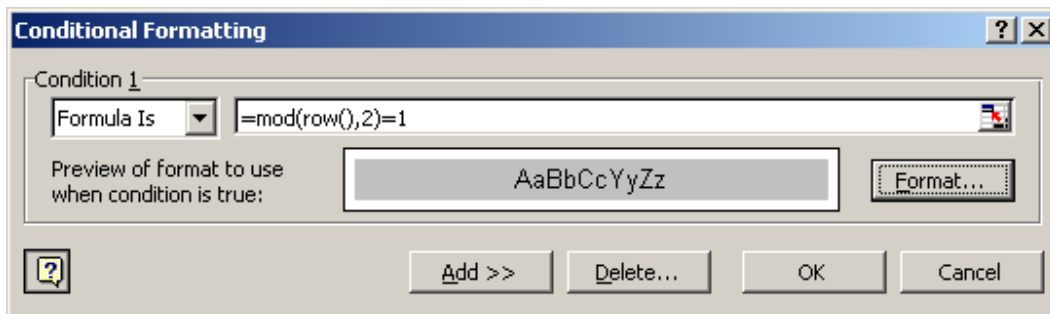 Conditional Formatting
Condition 1
Formula Is
=mod(row(),2)=1
Preview of format to use
when condition is true:
AaBbCcYyZz
Format...
Add >>
Delete...
OK
Cancel